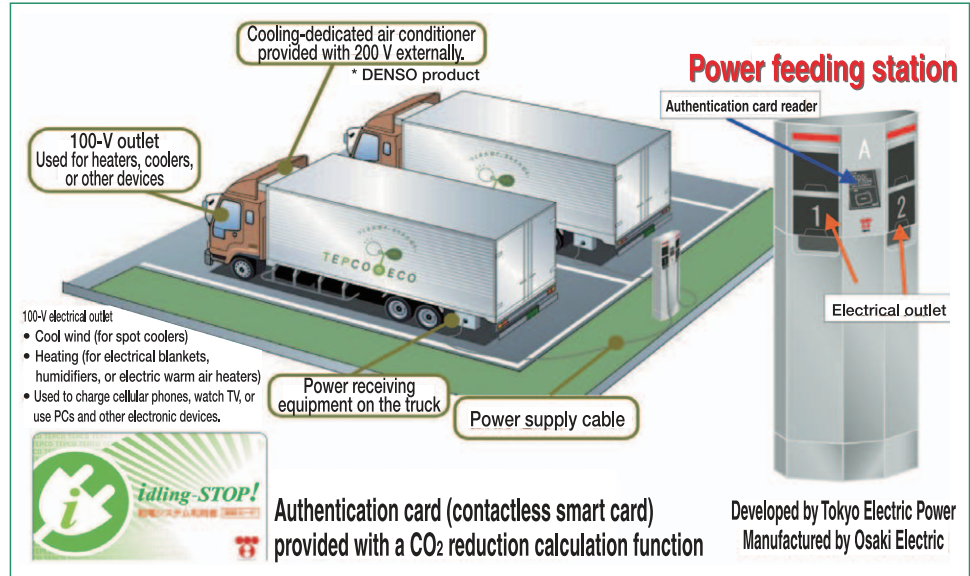 Cooling-dedicated air conditioner
provided with 200 V externally.
* DENSO product
Power feeding station
Authentication card reader
100-V outlet
Used for heaters, coolers,
or other devices
A
1
2
TEPCO ECO
Electrical outlet
100-V electrical outlet
• Cool wind (for spot coolers)
• Heating (for electrical blankets,
humidifiers, or electric warm air heaters)
• Used to charge cellular phones, watch TV, or
use PCs and other electronic devices.
Power receiving
equipment on the truck
Power supply cable
i
idling-STOP!
Authentication card (contactless smart card)
provided with a CO2 reduction calculation function
Developed by Tokyo Electric Power
Manufactured by Osaki Electric